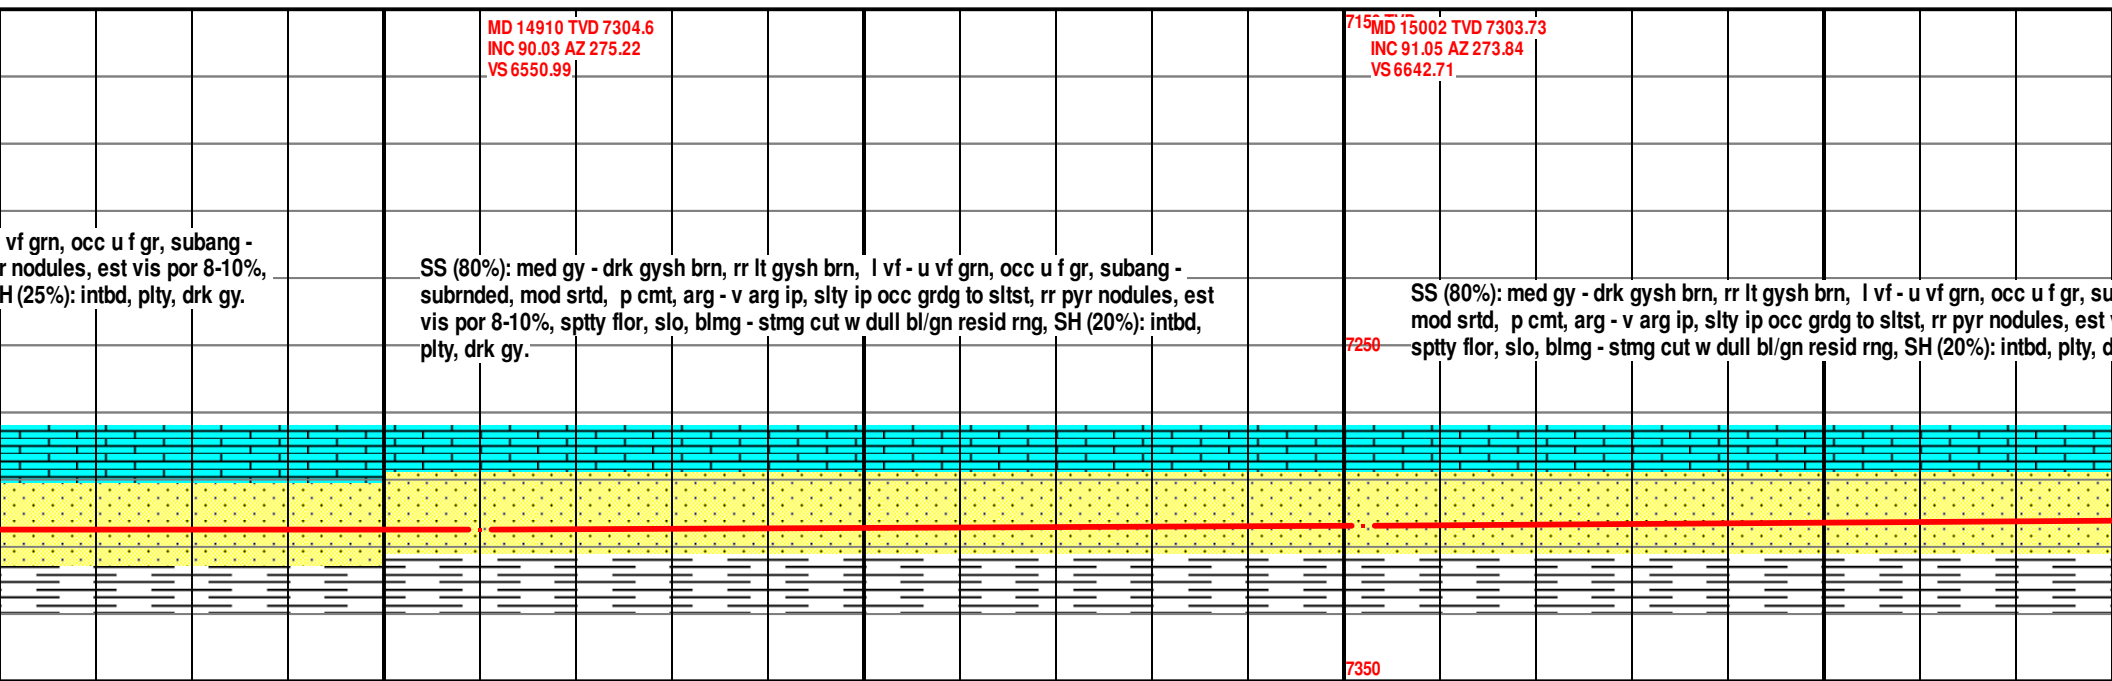 MD 14910 TVD 7304.6
INC 90.03 AZ 275.22
VS 6550.99
7150 TVD
MD 15002 TVD 7303.73
INC 91.05 AZ 273.84
VS 6642.71
vf grn, occ u f gr, subang -
r nodules, est vis por 8-10%,
H (25%): intbd, plty, drk gy.
SS (80%): med gy - drk gysh brn, rr lt gysh brn, l vf - u vf grn, occ u f gr, subang -
subrnded, mod srtd, p cmt, arg - v arg ip, slty ip occ grdg to sltst, rr pyr nodules, est
vis por 8-10%, sptty flor, slo, blmg - stmg cut w dull bl/gn resid rng, SH (20%): intbd,
plty, drk gy.
SS (80%): med gy - drk gysh brn, rr lt gysh brn, l vf - u vf grn, occ u f gr, su
mod srtd, p cmt, arg - v arg ip, slty ip occ grdg to sltst, rr pyr nodules, est
sptty flor, slo, blmg - stmg cut w dull bl/gn resid rng, SH (20%): intbd, plty, d
7250
7350